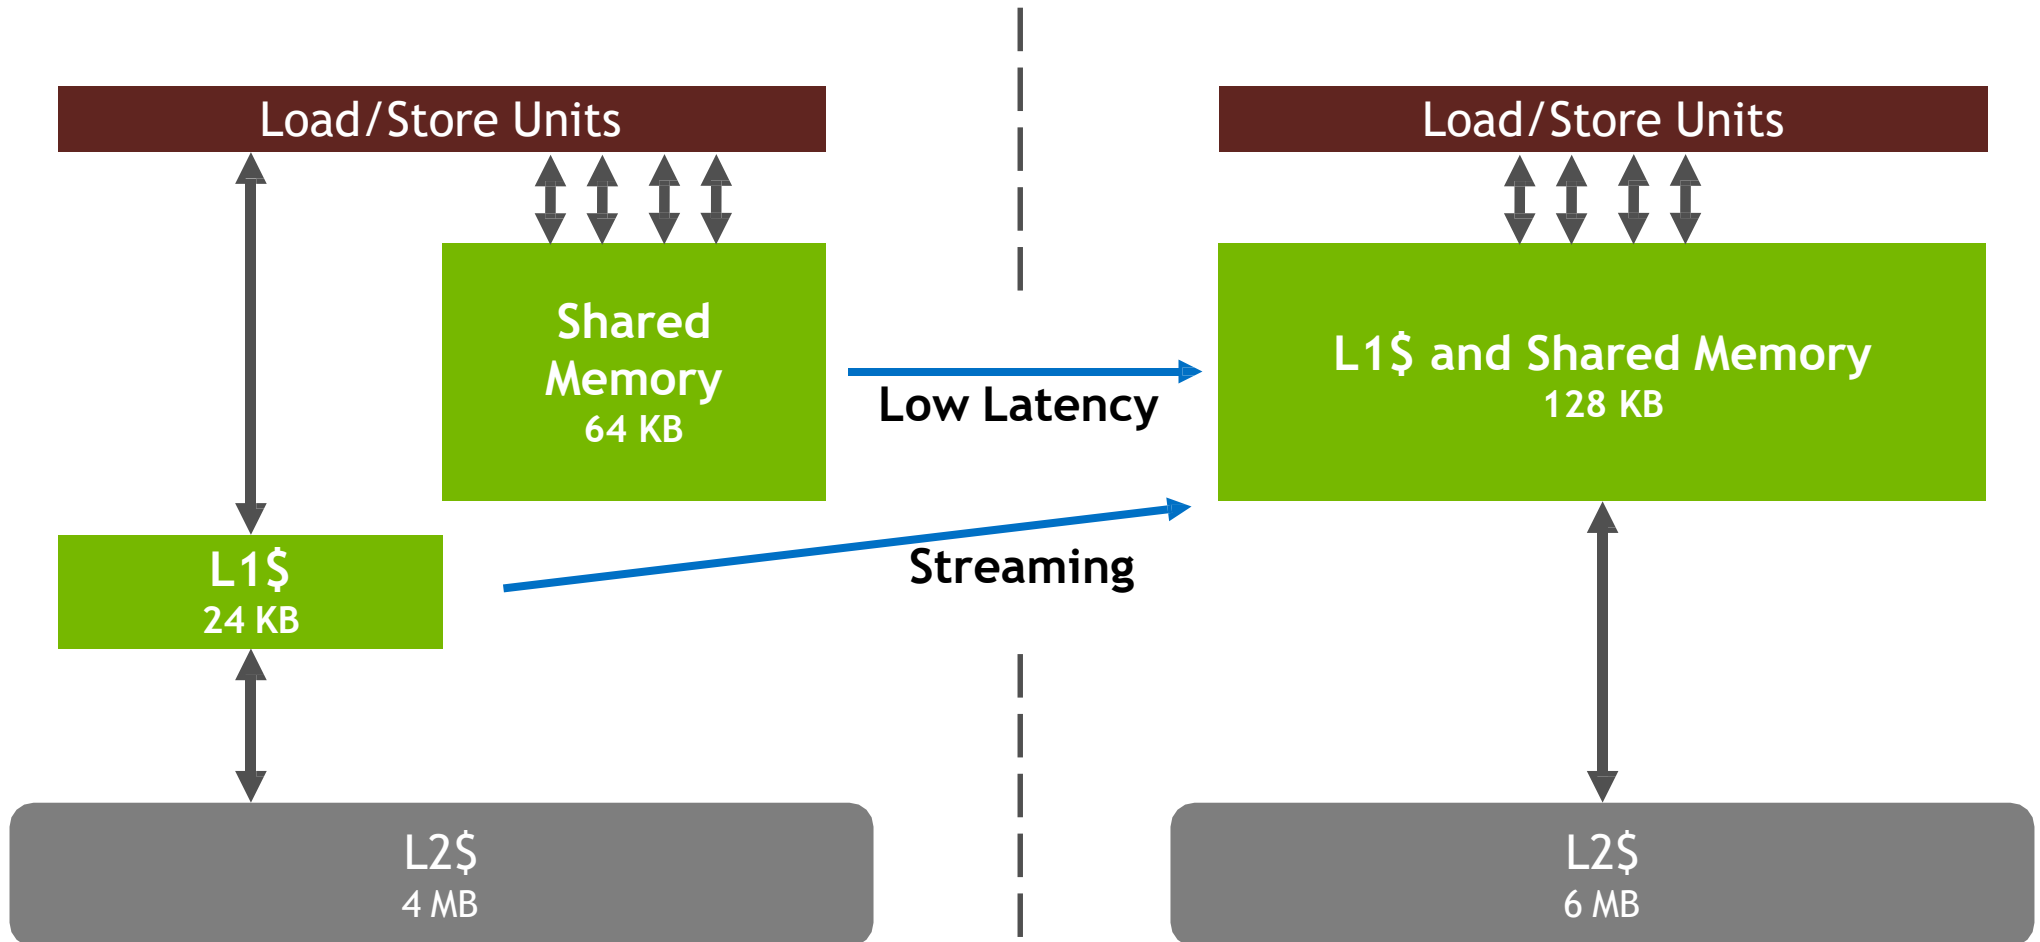 Load/Store Units
Shared
Memory
64 KB
L1$
24 KB
L2$
4 MB
Low Latency
Streaming
Load/Store Units
L1$ and Shared Memory
128 KB
L2$
6 MB